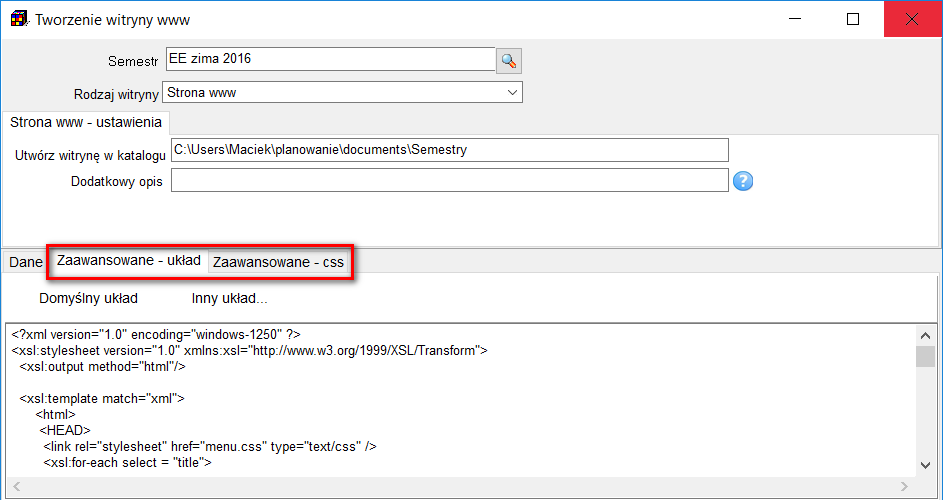 Tworzenie witryny www
Semestr EE zima 2016
Rodzaj witryny Strona www
Strona www - ustawienia
Utwórz witrynę w katalogu C:\Users\Maciek\planowanie\documents\Semestry
Dodatkowy opis ?
Dane Zaawansowane - układ Zaawansowane - css
Domyślny układ Inny układ...
<?xml version="1.0" encoding="windows-1250" ?>
<xsl:stylesheet version="1.0" xmlns:xsl="http://www.w3.org/1999/XSL/Transform">
<xsl:output method="html"/>
<xsl:template match="xml">
<html>
<HEAD>
<link rel="stylesheet" href="menu.css" type="text/css" />
<xsl:for-each select = "title">